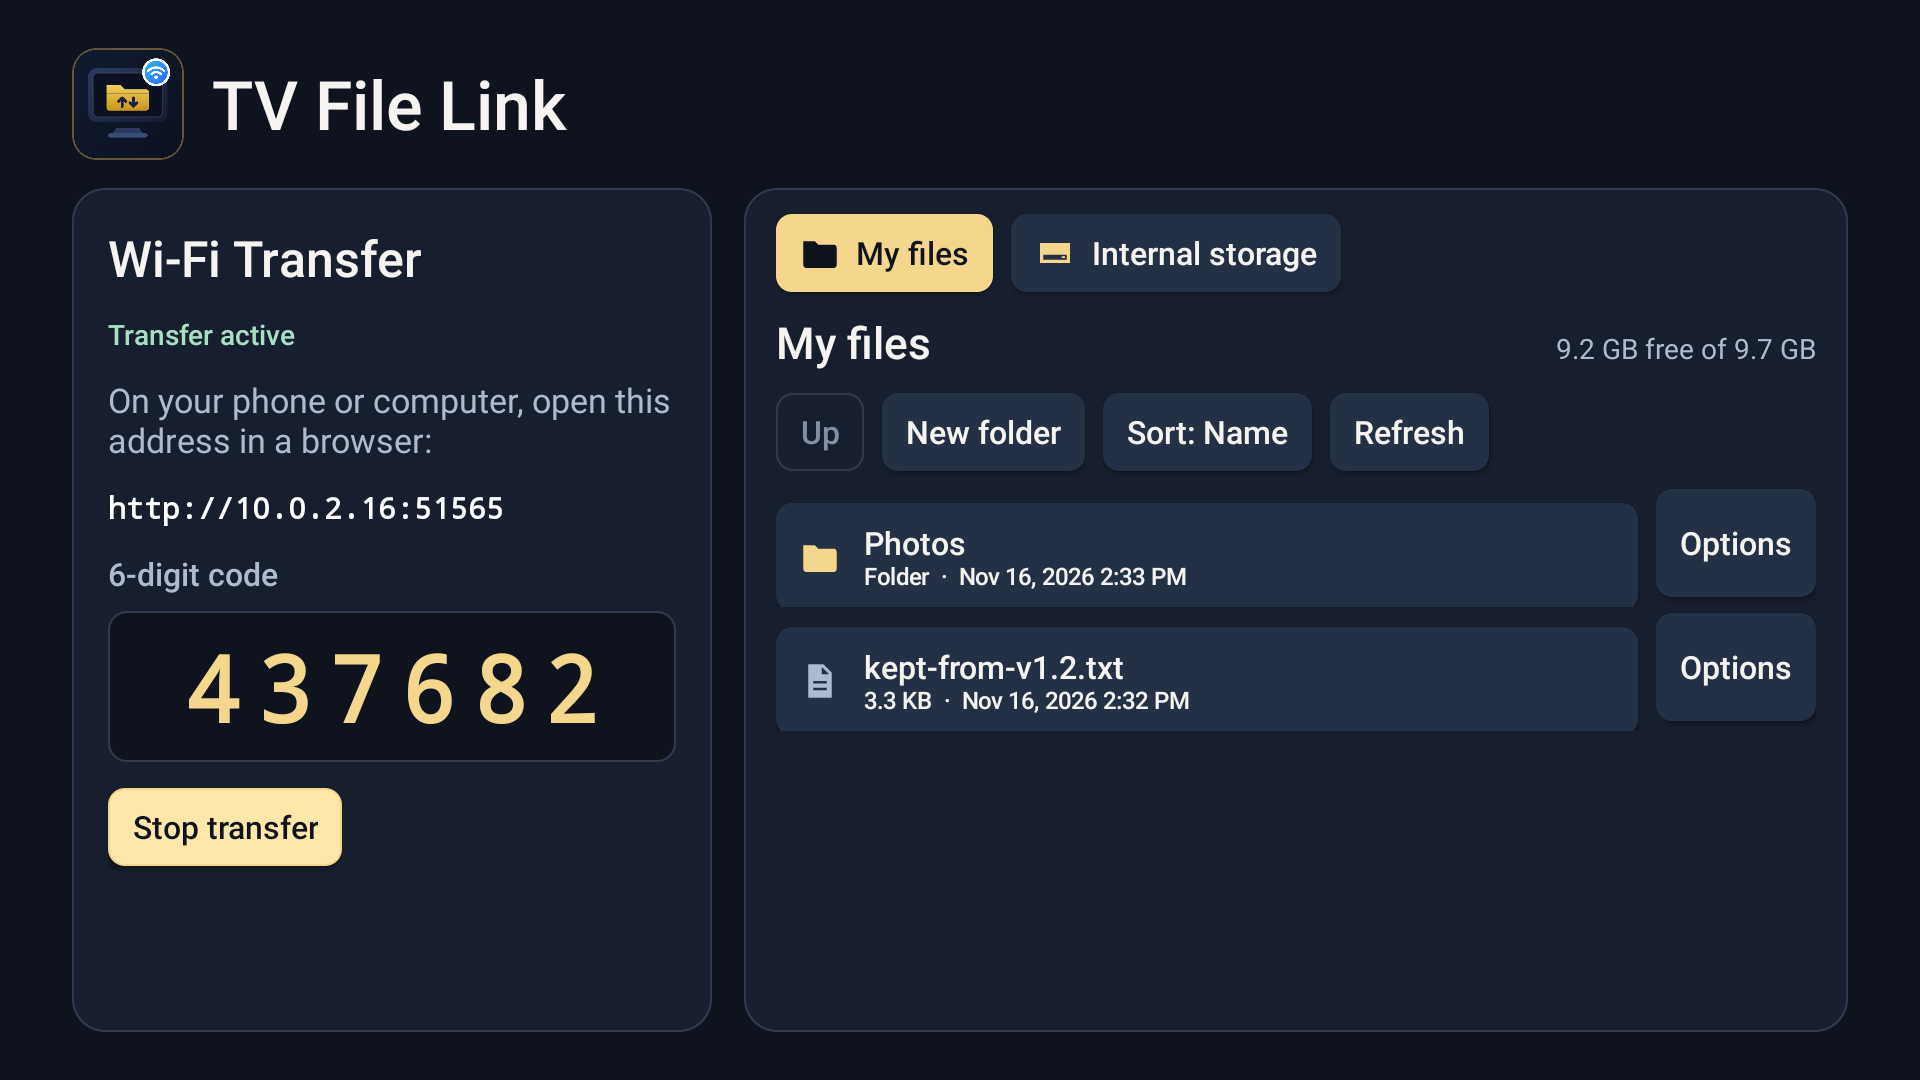 TV File Link
Wi-Fi Transfer
Transfer active
On your phone or computer, open this
address in a browser:
http://10.0.2.16:51565
6-digit code
437682
Stop transfer
My files
Internal storage
My files
9.2 GB free of 9.7 GB
Up
New folder
Sort: Name
Refresh
Photos
Folder · Nov 16, 2026 2:33 PM
Options
kept-from-v1.2.txt
3.3 KB · Nov 16, 2026 2:32 PM
Options